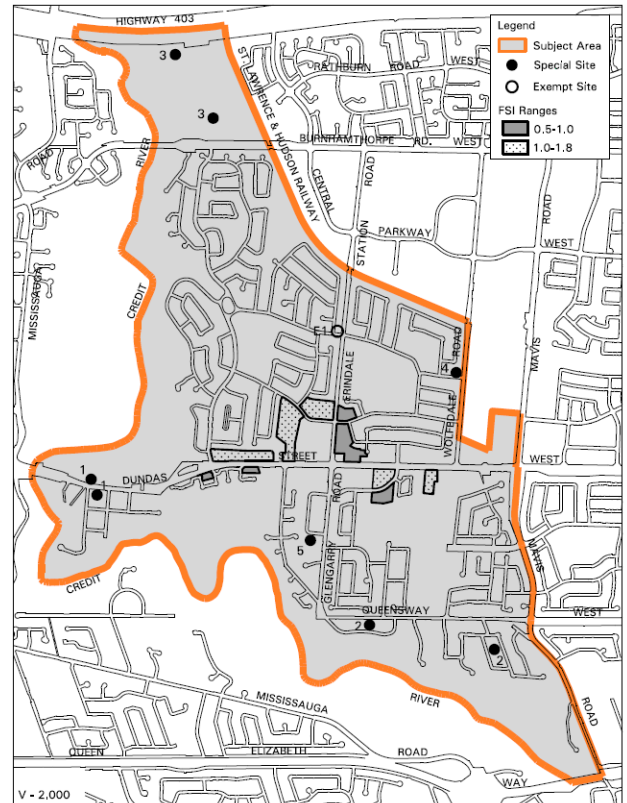 HIGHWAY 403
Legend
Subject Area
Special Site
Exempt Site
FSI Ranges
0.5-1.0
1.0-1.8
3
ST. LAWRENCE & HUDSON RAILWAY
RATHBURN ROAD WEST
3
BURNHAMTHORPE RD. WEST
ROAD
RIVER
CENTRAL
PARKWAY
WEST
ROAD
STATION
ROAD
MISSISSAUGA
CREDIT
E1
ERINDALE
ROAD
4
WOLFEDALE
MAVIS
STREET
WEST
1
DUNDAS
1
ROAD
5
GLENGARRY
MAVIS
CREDIT
QUEENSWAY
WEST
2
2
MISSISSAUGA
RIVER
ROAD
QUEEN
ELIZABETH
ROAD
WAY
V - 2,000